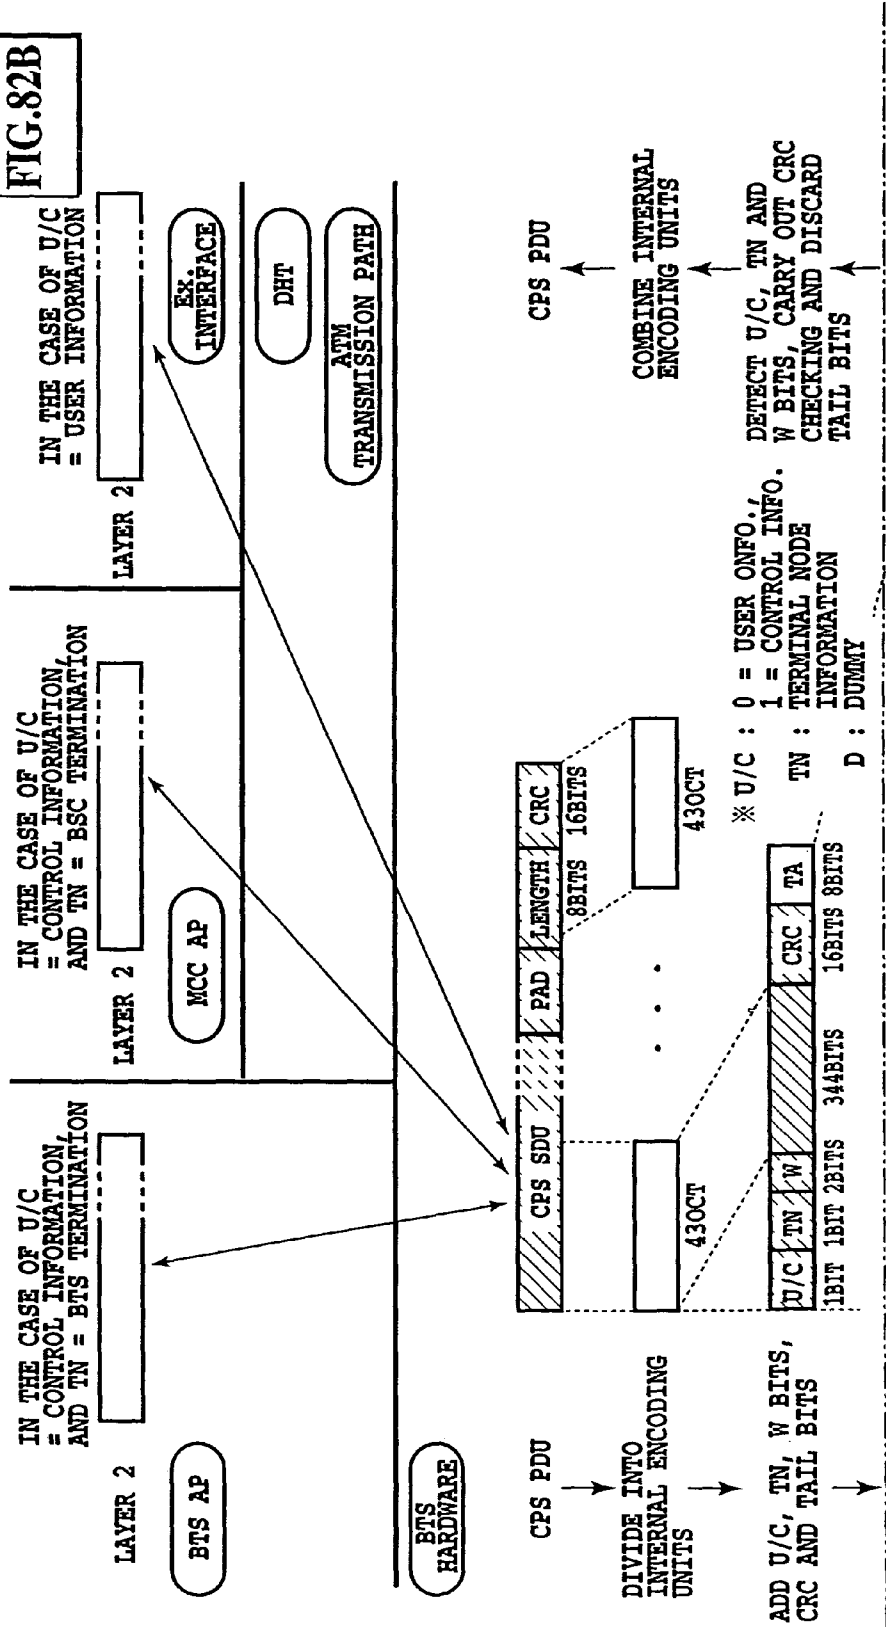 FIG.82B
IN THE CASE OF U/C
= CONTROL INFORMATION,
AND TN = BTS TERMINATION
LAYER 2
BTS AP
IN THE CASE OF U/C
= CONTROL INFORMATION,
AND TN = BSC TERMINATION
LAYER 2
MCC AP
IN THE CASE OF U/C
= USER INFORMATION
LAYER 2
EX.
INTERFACE
DHT
ATM
TRANSMISSION PATH
BTS
HARDWARE
CPS PDU
DIVIDE INTO
INTERNAL ENCODING
UNITS
ADD U/C, TN, W BITS,
CRC AND TAIL BITS
CPS SDU
PAD
LENGTH
CRC
8BITS
16BITS
43OCT
43OCT
U/C
TN
W
CRC
TA
1BIT
1BIT
2BITS
344BITS
16BITS
8BITS
※ U/C : 0 = USER ONFO.,
1 = CONTROL INFO.
TN : TERMINAL NODE
INFORMATION
D : DUMMY
CPS PDU
COMBINE INTERNAL
ENCODING UNITS
DETECT U/C, TN AND
W BITS, CARRY OUT CRC
CHECKING AND DISCARD
TAIL BITS